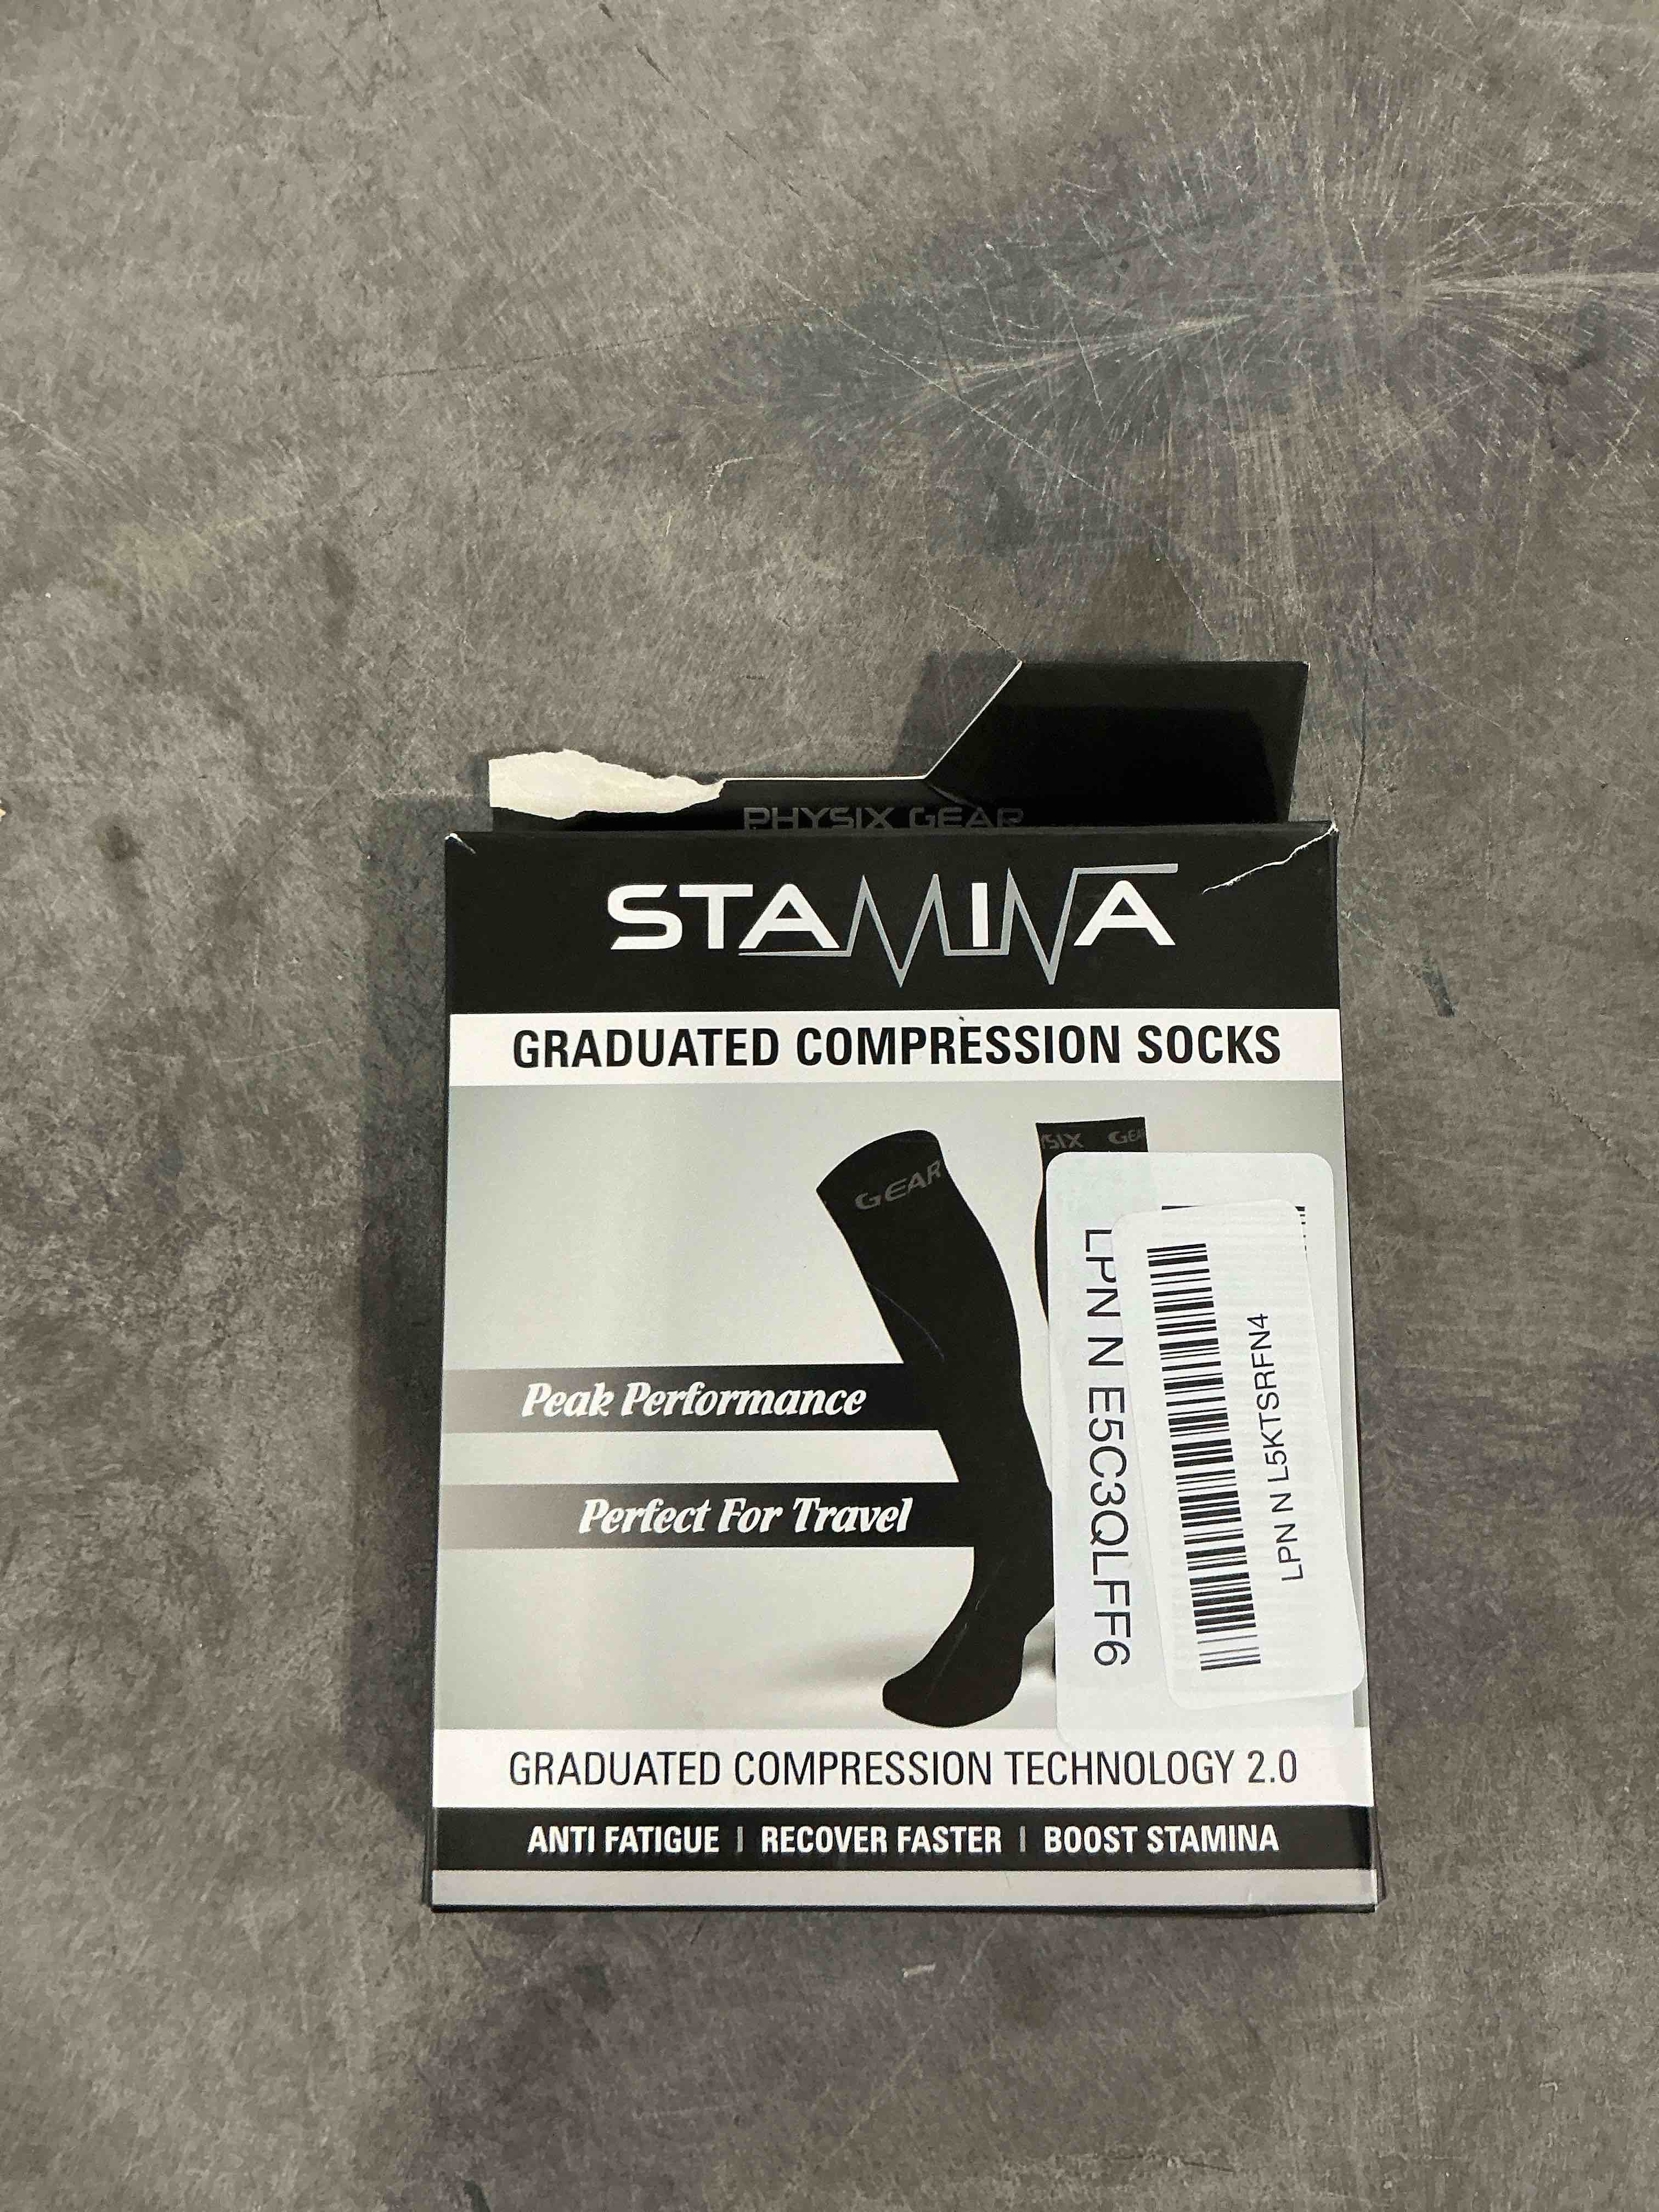 PHYSIX GEAR
STAMINA
GRADUATED COMPRESSION SOCKS
GEAR
SIX GEA
Peak Performance
Perfect For Travel
LPN N E5C3QLFF6
LPN N L5KTSRFN4
GRADUATED COMPRESSION TECHNOLOGY 2.0
ANTI FATIGUE | RECOVER FASTER | BOOST STAMINA